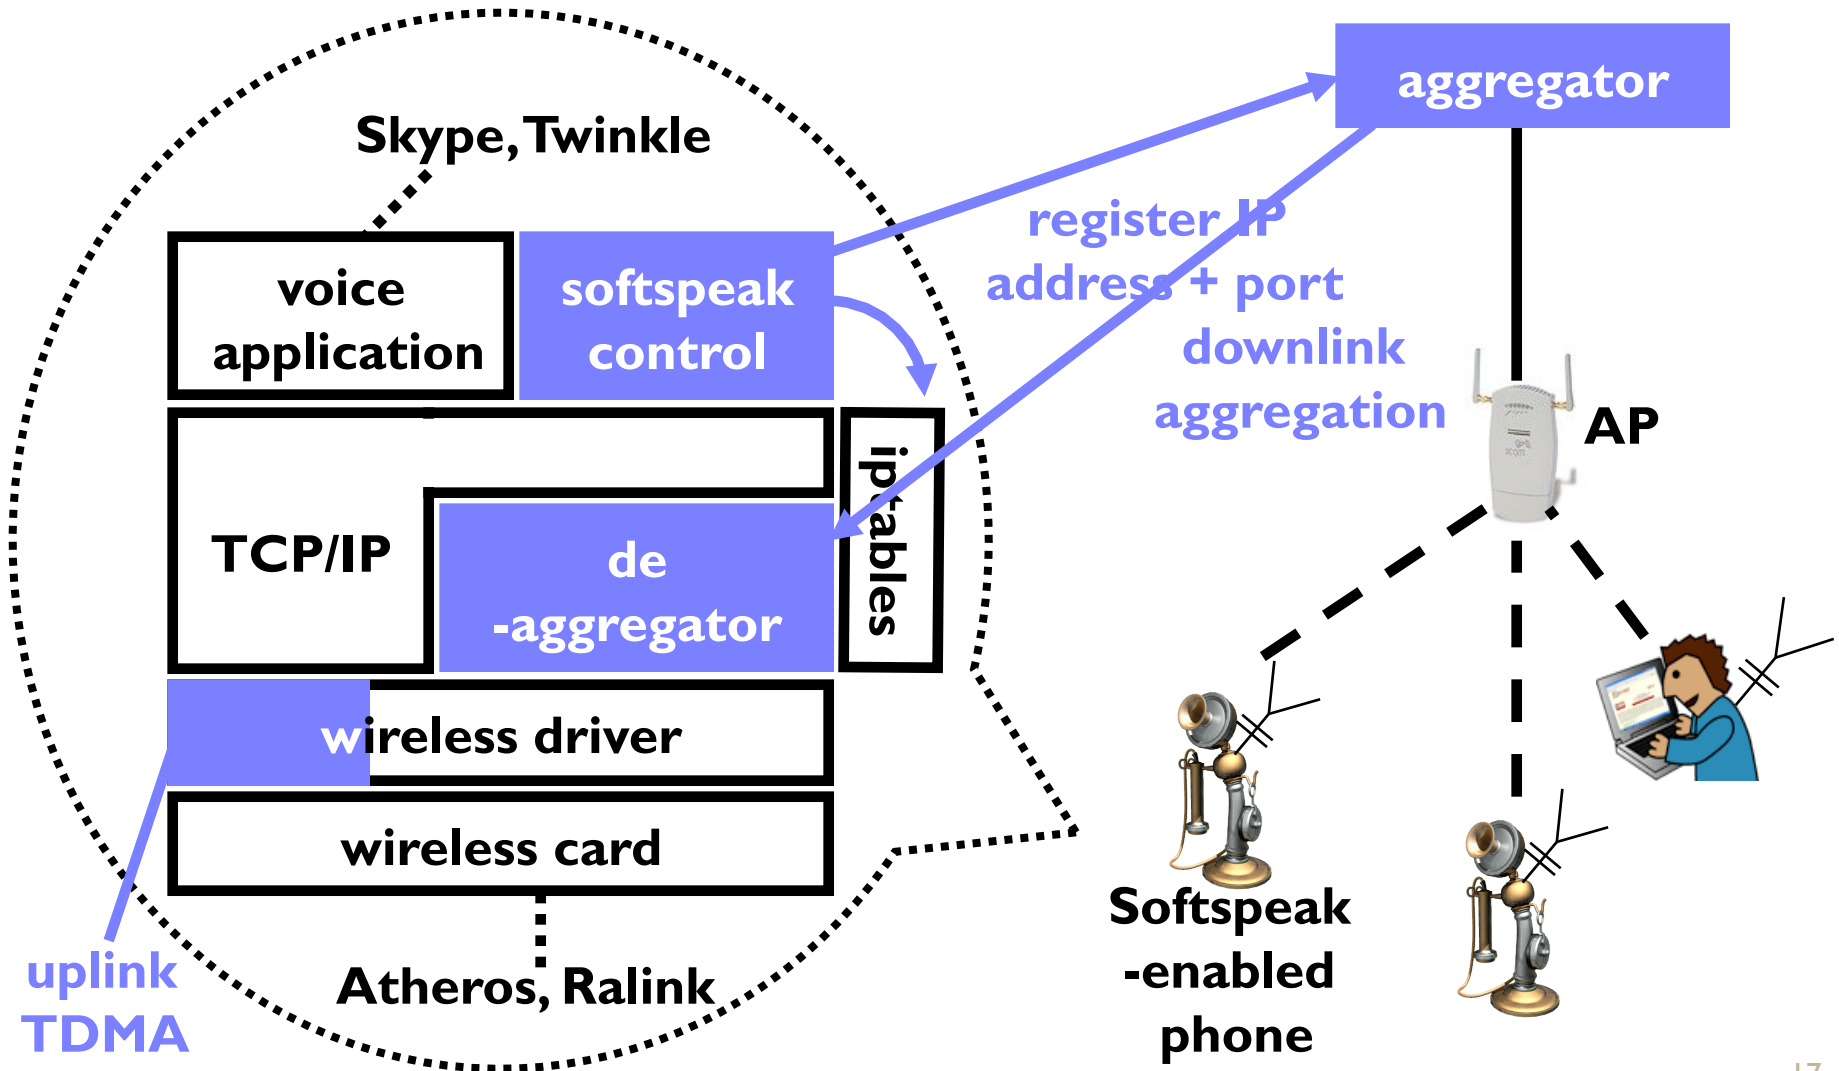 aggregator
Skype, Twinkle
register IP
address + port
voice
application
softspeak
control
downlink
aggregation
AP
iptables
TCP/IP
de
-aggregator
wireless driver
wireless card
Softspeak
-enabled
phone
uplink
TDMA
Atheros, Ralink
17